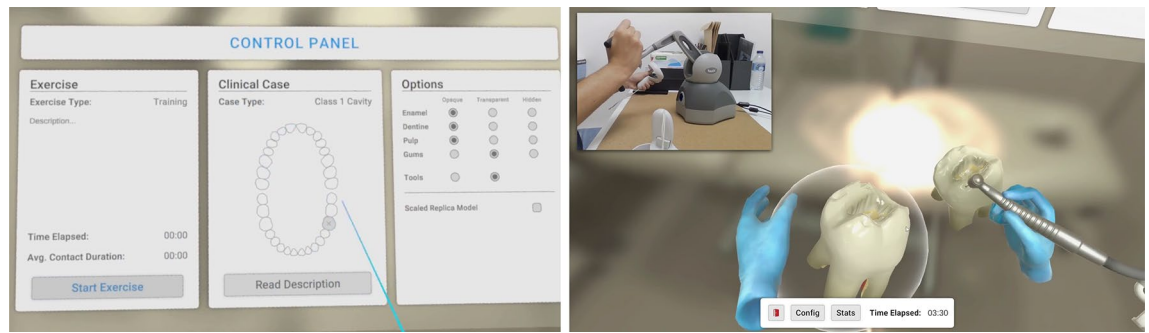 CONTROL PANEL
Exercise
Exercise Type: Training
Description...
Time Elapsed: 00:00
Avg. Contact Duration: 00:00
Start Exercise
Clinical Case
Case Type: Class 1 Cavity
Read Description
Options
Opaque Transparent Hidden
Enamel
Dentine
Pulp
Gums
Tools
Scaled Replica Model
Config Stats Time Elapsed: 03:30